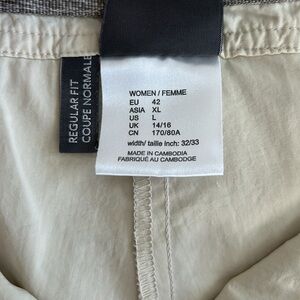 REGULAR FIT
COUPE NORMALE
WOMEN / FEMME
EU 42
ASIA XL
US L
UK 14/16
CN 170/80A
width/ taille inch: 32/33
MADE IN CAMBODIA
FABRIQUÉ AU CAMBODGE